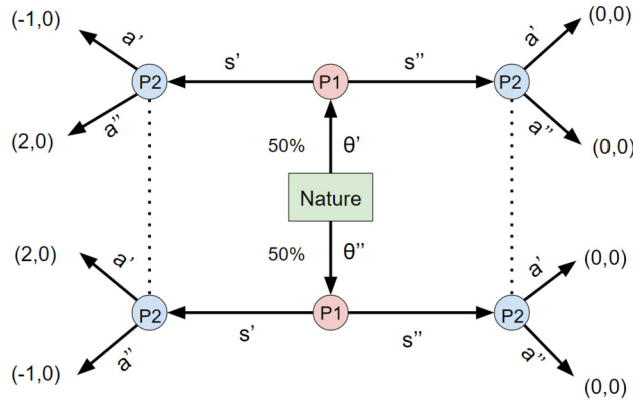 (-1,0) a' s' s'' a' (0,0)
P2 P1 P2
(2,0) a'' 50% θ' a'' (0,0)
Nature
(2,0) a' 50% θ'' a' (0,0)
P2 s' P1 s'' P2
(-1,0) a'' a'' (0,0)